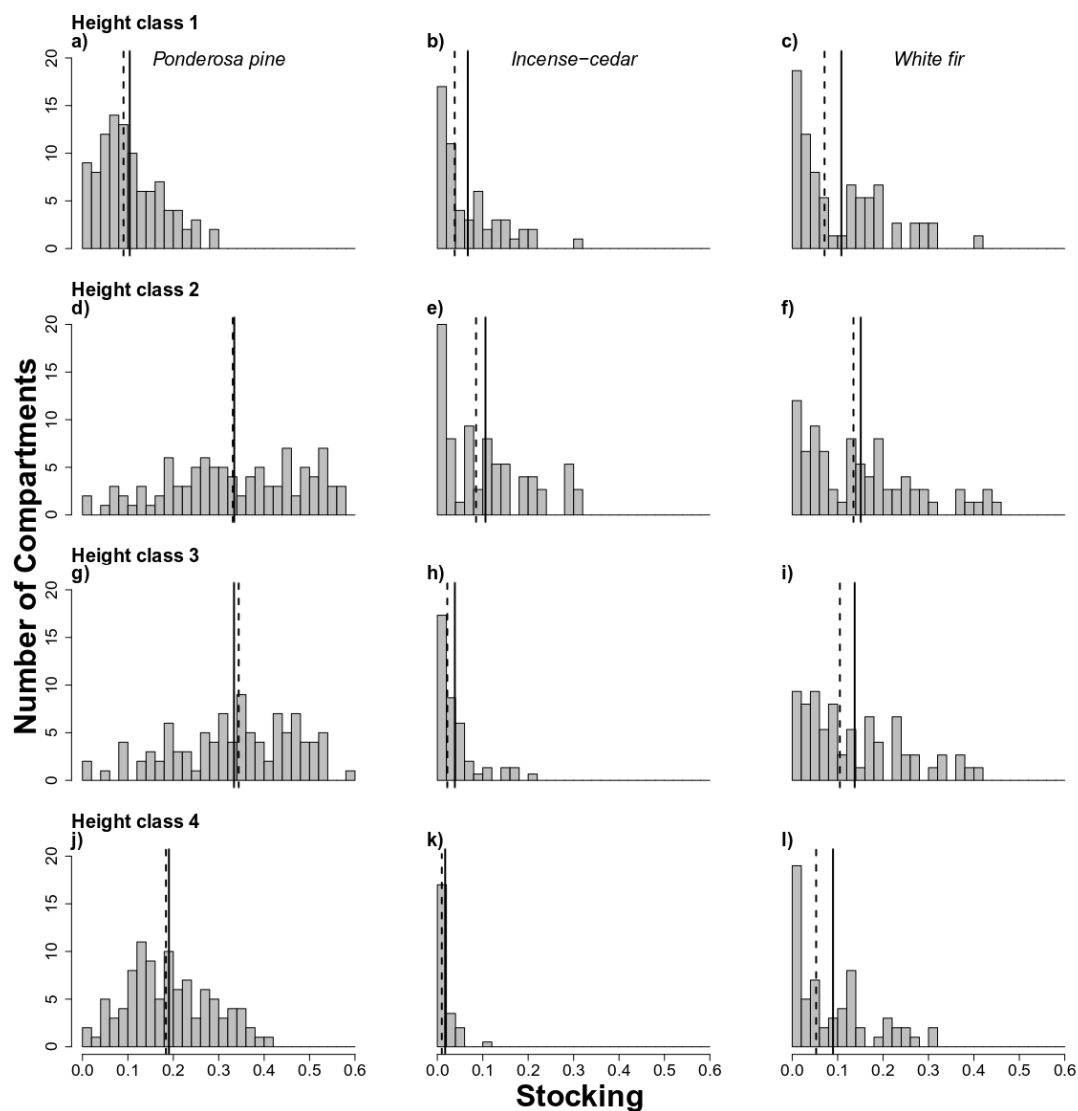 Height class 1
a) Ponderosa pine b) Incense−cedar c) White fir
20
15
10
5
0
Height class 2
d) e) f)
20
15
10
5
0
Height class 3
g) h) i)
20
15
10
5
0
Height class 4
j) k) l)
20
15
10
5
0
0.0 0.1 0.2 0.3 0.4 0.5 0.6 0.0 0.1 0.2 0.3 0.4 0.5 0.6 0.0 0.1 0.2 0.3 0.4 0.5 0.6
Number of Compartments
Stocking